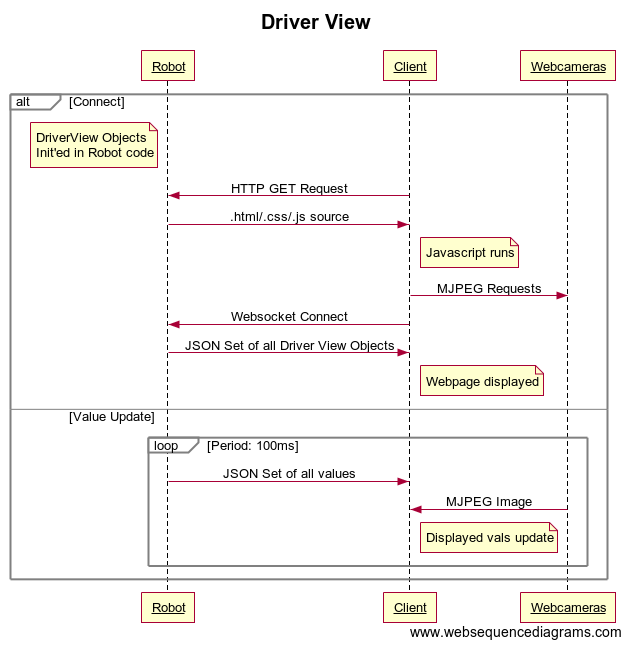 Driver View
Robot
Client
Webcameras
alt
[Connect]
DriverView Objects
Init'ed in Robot code
HTTP GET Request
.html/.css/.js source
Javascript runs
MJPEG Requests
Websocket Connect
JSON Set of all Driver View Objects
Webpage displayed
[Value Update]
loop
[Period: 100ms]
JSON Set of all values
MJPEG Image
Displayed vals update
Robot
Client
Webcameras
www.websequencediagrams.com